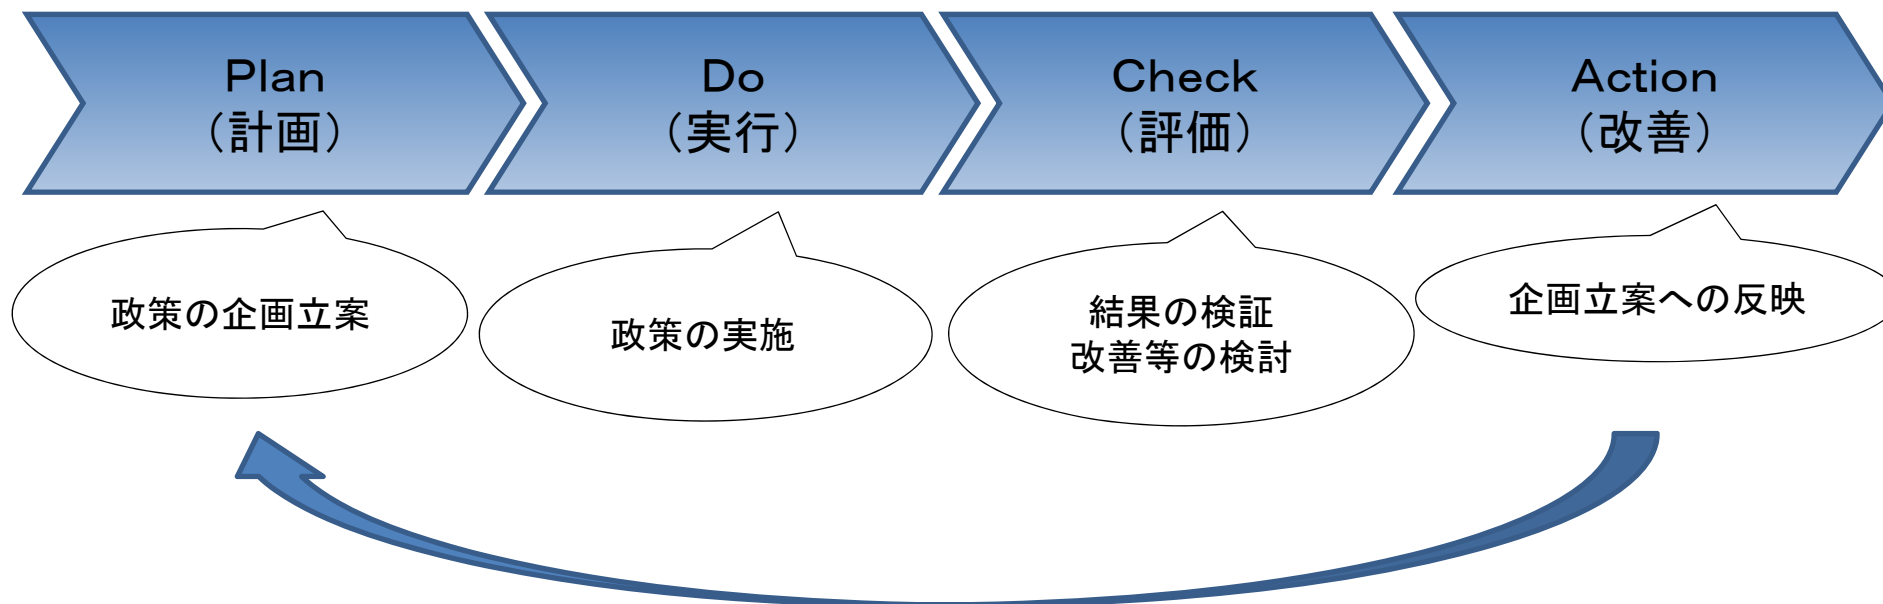 Plan
（計画）
Do
（実行）
Check
（評価）
Action
（改善）
政策の企画立案
政策の実施
結果の検証
改善等の検討
企画立案への反映